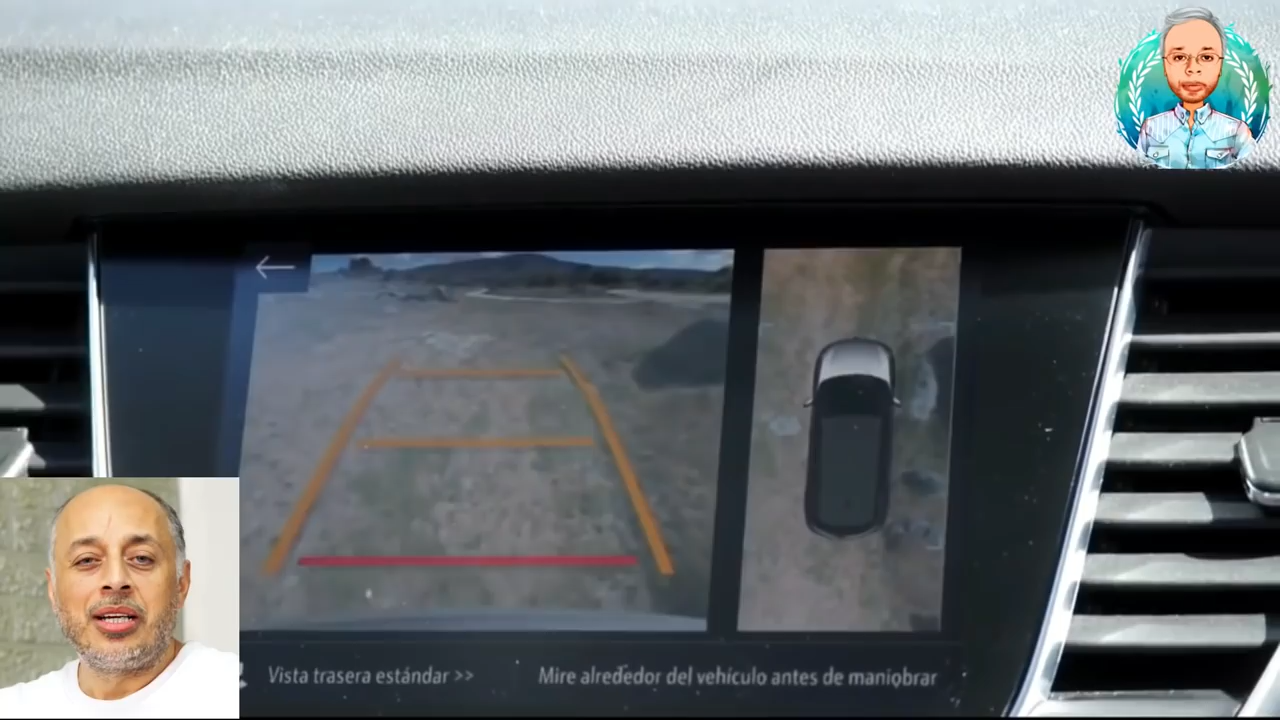 Vista trasera estándar >>
Mire alrededor del vehículo antes de maniobrar